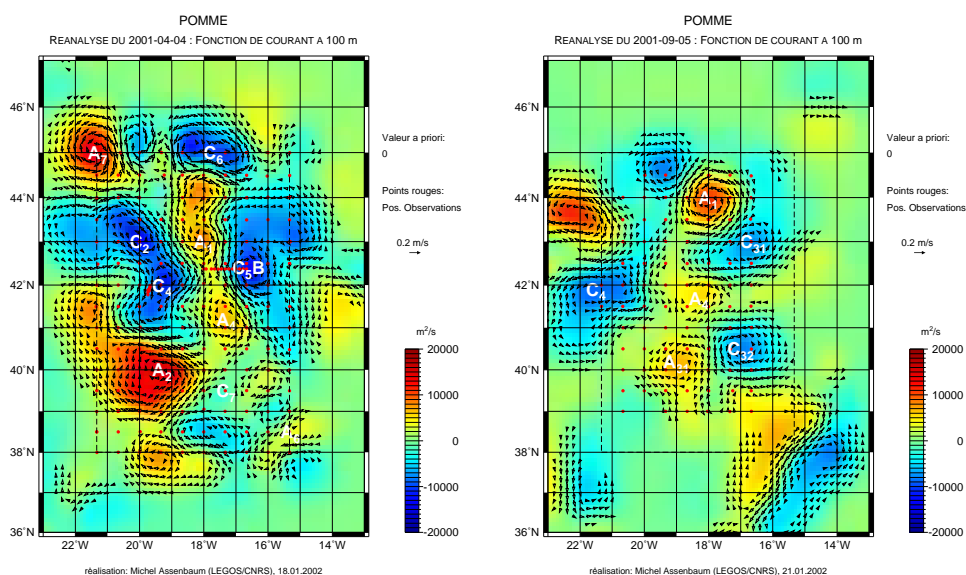 POMME
REANALYSE DU 2001-04-04 : FONCTION DE COURANT A 100 m
46°N
44°N
42°N
40°N
38°N
36°N
22°W 20°W 18°W 16°W 14°W
A7
C6
C2
C5B
C4
A2
C7
Valeur a priori:
0
Points rouges:
Pos. Observations
0.2 m/s
m²/s
20000
10000
0
-10000
-20000
réalisation: Michel Assenbaum (LEGOS/CNRS), 18.01.2002
POMME
REANALYSE DU 2001-09-05 : FONCTION DE COURANT A 100 m
46°N
44°N
42°N
40°N
38°N
36°N
22°W 20°W 18°W 16°W 14°W
A1
C31
C4
C32
A31
Valeur a priori:
0
Points rouges:
Pos. Observations
0.2 m/s
m²/s
20000
10000
0
-10000
-20000
réalisation: Michel Assenbaum (LEGOS/CNRS), 21.01.2002